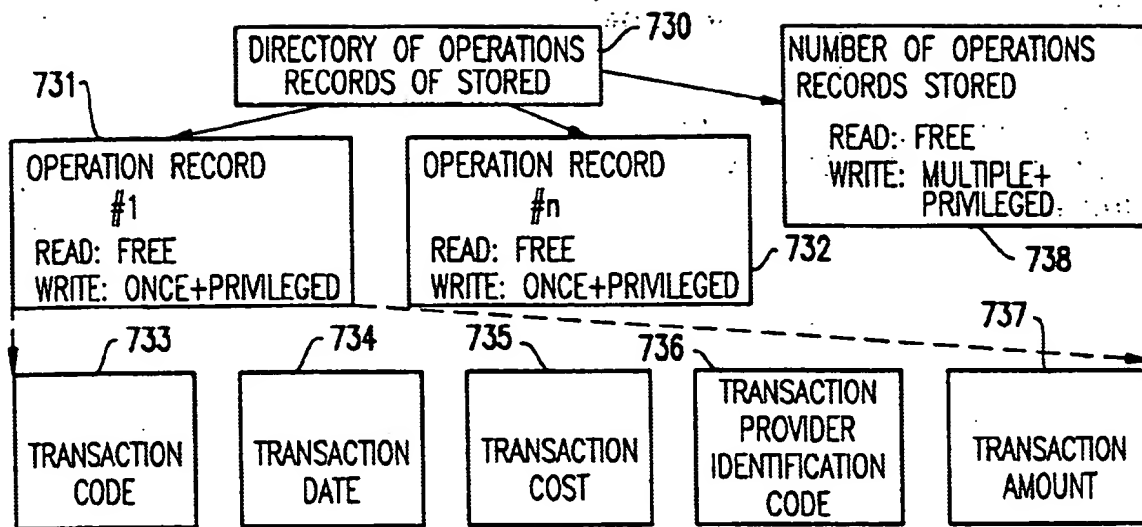 DIRECTORY OF OPERATIONS
RECORDS OF STORED
730
NUMBER OF OPERATIONS
RECORDS STORED
READ: FREE
WRITE: MULTIPLE+
PRIVILEGED
738
731
OPERATION RECORD
#1
READ: FREE
WRITE: ONCE+PRIVILEGED
OPERATION RECORD
#n
READ: FREE
WRITE: ONCE+PRIVILEGED
732
733
TRANSACTION
CODE
734
TRANSACTION
DATE
735
TRANSACTION
COST
736
TRANSACTION
PROVIDER
IDENTIFICATION
CODE
737
TRANSACTION
AMOUNT